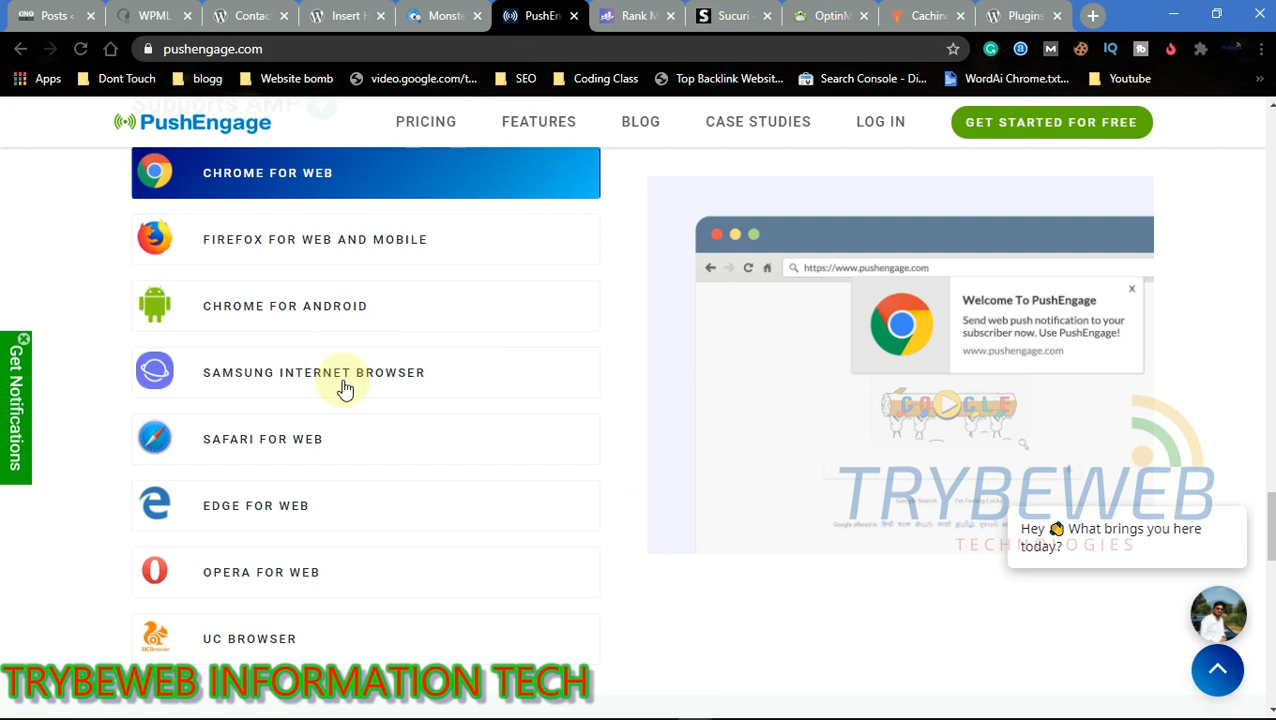 Posts
WPML
Contac
Insert H
Monste
PushEn
Rank M
Sucuri
OptinM
Caching
Plugins
pushengage.com
Apps
Dont Touch
blogg
Website bomb
video.google.com/t...
SEO
Coding Class
Top Backlink Websit...
Search Console - Di...
WordAi Chrome.txt...
Youtube
Supports AMP
PushEngage
PRICING
FEATURES
BLOG
CASE STUDIES
LOG IN
GET STARTED FOR FREE
CHROME FOR WEB
FIREFOX FOR WEB AND MOBILE
CHROME FOR ANDROID
SAMSUNG INTERNET BROWSER
SAFARI FOR WEB
EDGE FOR WEB
OPERA FOR WEB
UC BROWSER
Get Notifications
https://www.pushengage.com
Welcome To PushEngage
Send web push notification to your
subscriber now. Use PushEngage!
www.pushengage.com
GOOGLE
TRYBEWEB
TECHNOLOGIES
Hey 👋 What brings you here
today?
TRYBEWEB INFORMATION TECH